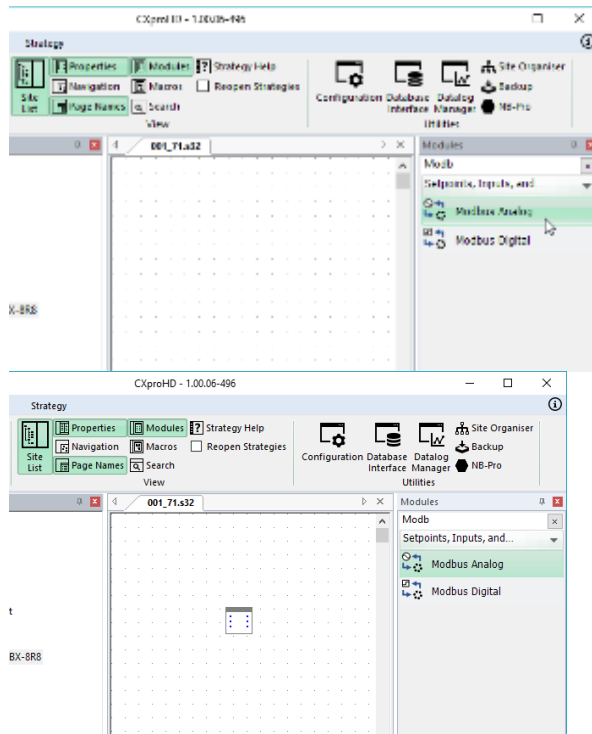 CXproHD - 1.00.06-496
Strategy
Properties Modules Strategy Help
Navigation Macros Reopen Strategies
Site List Page Names Search
View
Configuration Database Interface Datalog Manager
Site Organiser
Backup
NB-Pro
Utilities
001_71.s32
Modules
Modb
Setpoints, Inputs, and
Modbus Analog
Modbus Digital
X-8R8
CXproHD - 1.00.06-496
Strategy
Properties Modules Strategy Help
Navigation Macros Reopen Strategies
Site List Page Names Search
View
Configuration Database Interface Datalog Manager
Site Organiser
Backup
NB-Pro
Utilities
001_71.s32
Modules
Modb
Setpoints, Inputs, and...
Modbus Analog
Modbus Digital
t
BX-8R8